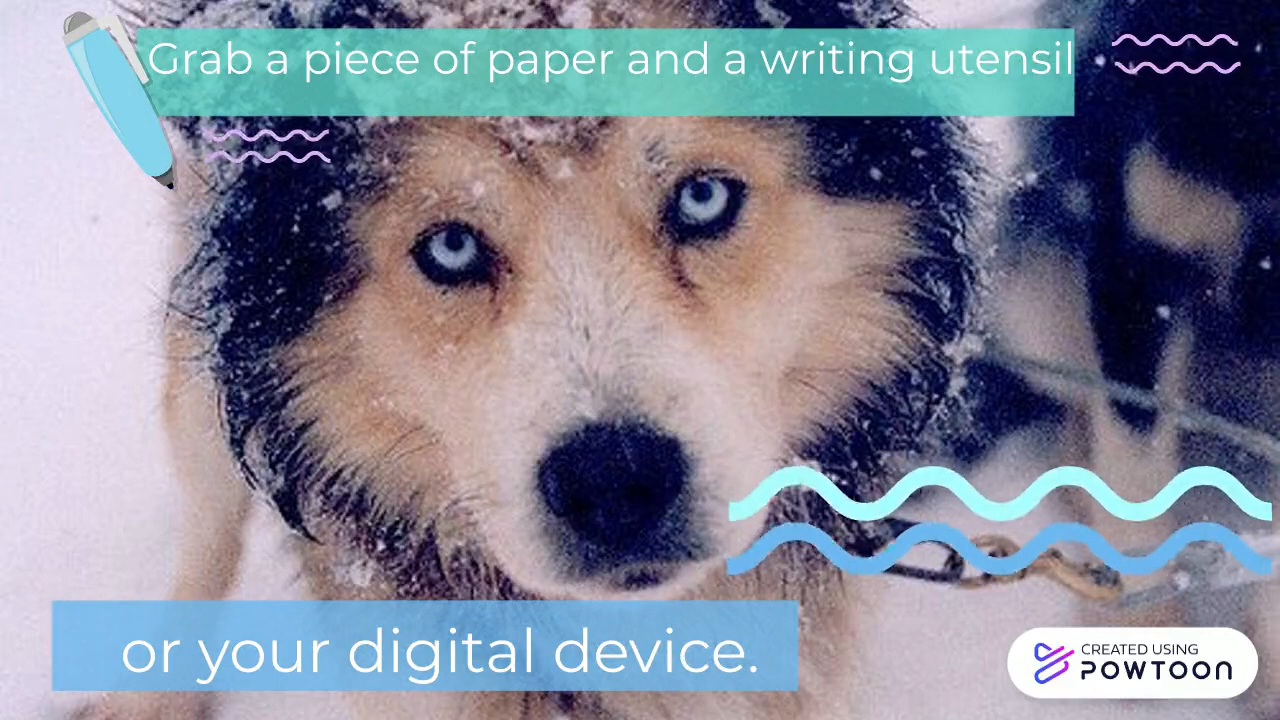 Grab a piece of paper and a writing utensil
or your digital device.
CREATED USING
POWTOON